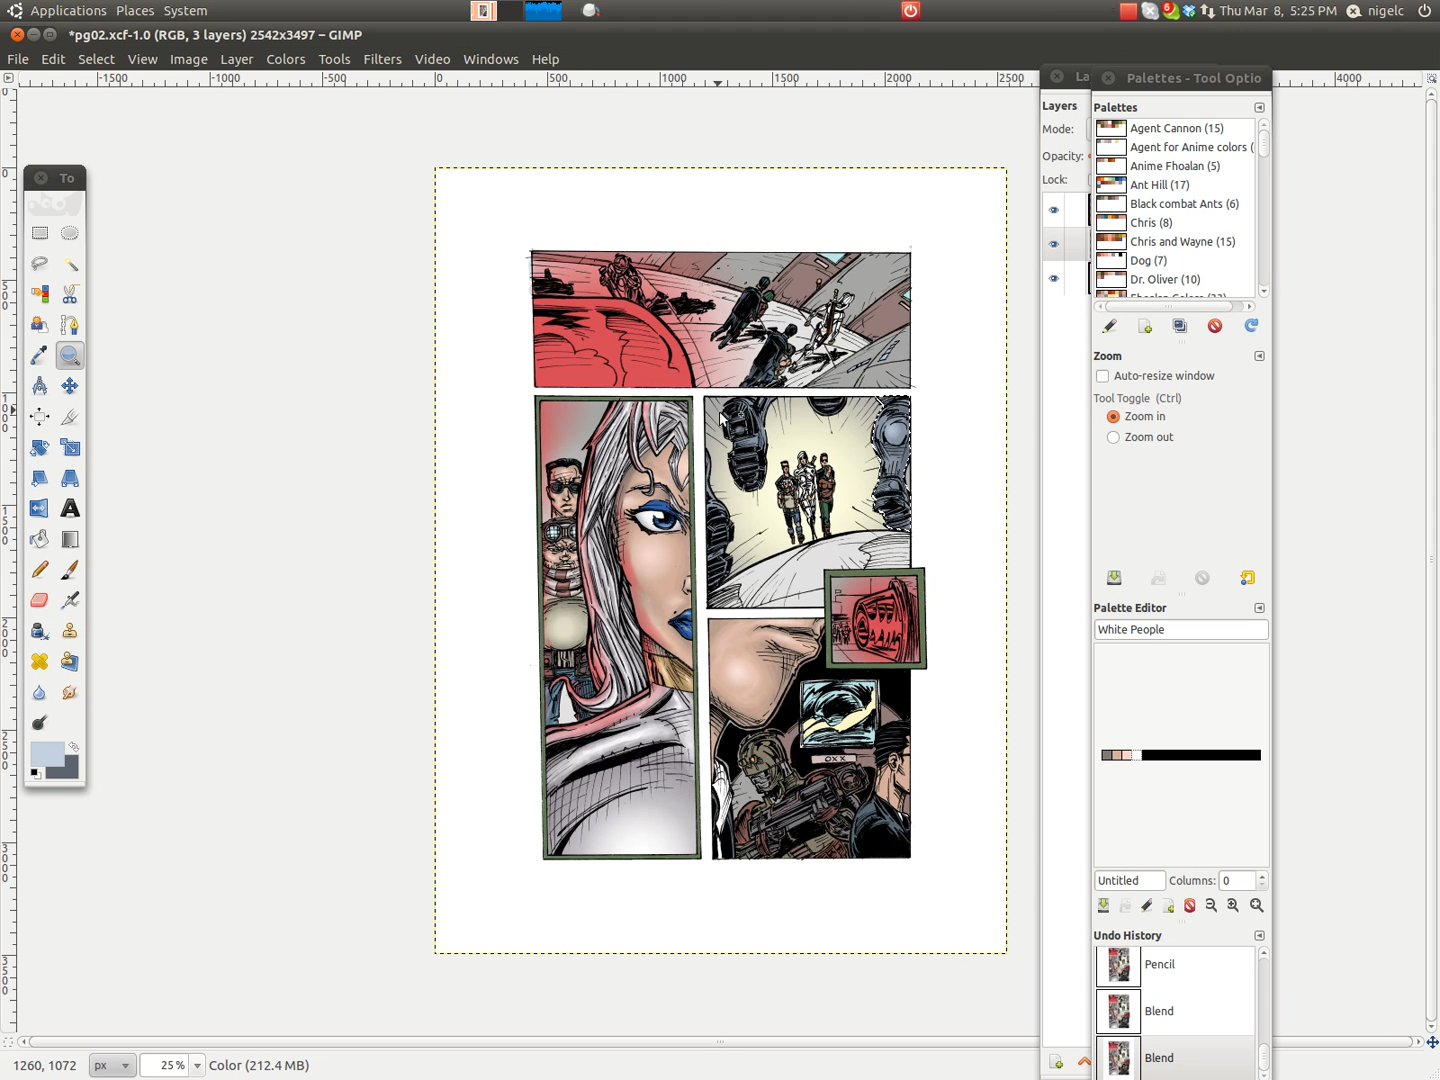 Applications Places System
6
Thu Mar 8, 5:25 PM
nigelc
*pg02.xcf-1.0 (RGB, 3 layers) 2542x3497 – GIMP
File Edit Select View Image Layer Colors Tools Filters Video Windows Help
-1500 -1000 -500 0 500 1000 1500 2000 2500 4000
La
Palettes - Tool Optio
Layers
Mode:
Opacity:
Lock:
Palettes
Agent Cannon (15)
Agent for Anime colors (
Anime Fhoalan (5)
Ant Hill (17)
Black combat Ants (6)
Chris (8)
Chris and Wayne (15)
Dog (7)
Dr. Oliver (10)
To
Zoom
Auto-resize window
Tool Toggle (Ctrl)
Zoom in
Zoom out
Palette Editor
White People
OXX
Untitled Columns: 0
Undo History
Pencil
Blend
Blend
1260, 1072 px 25% Color (212.4 MB)